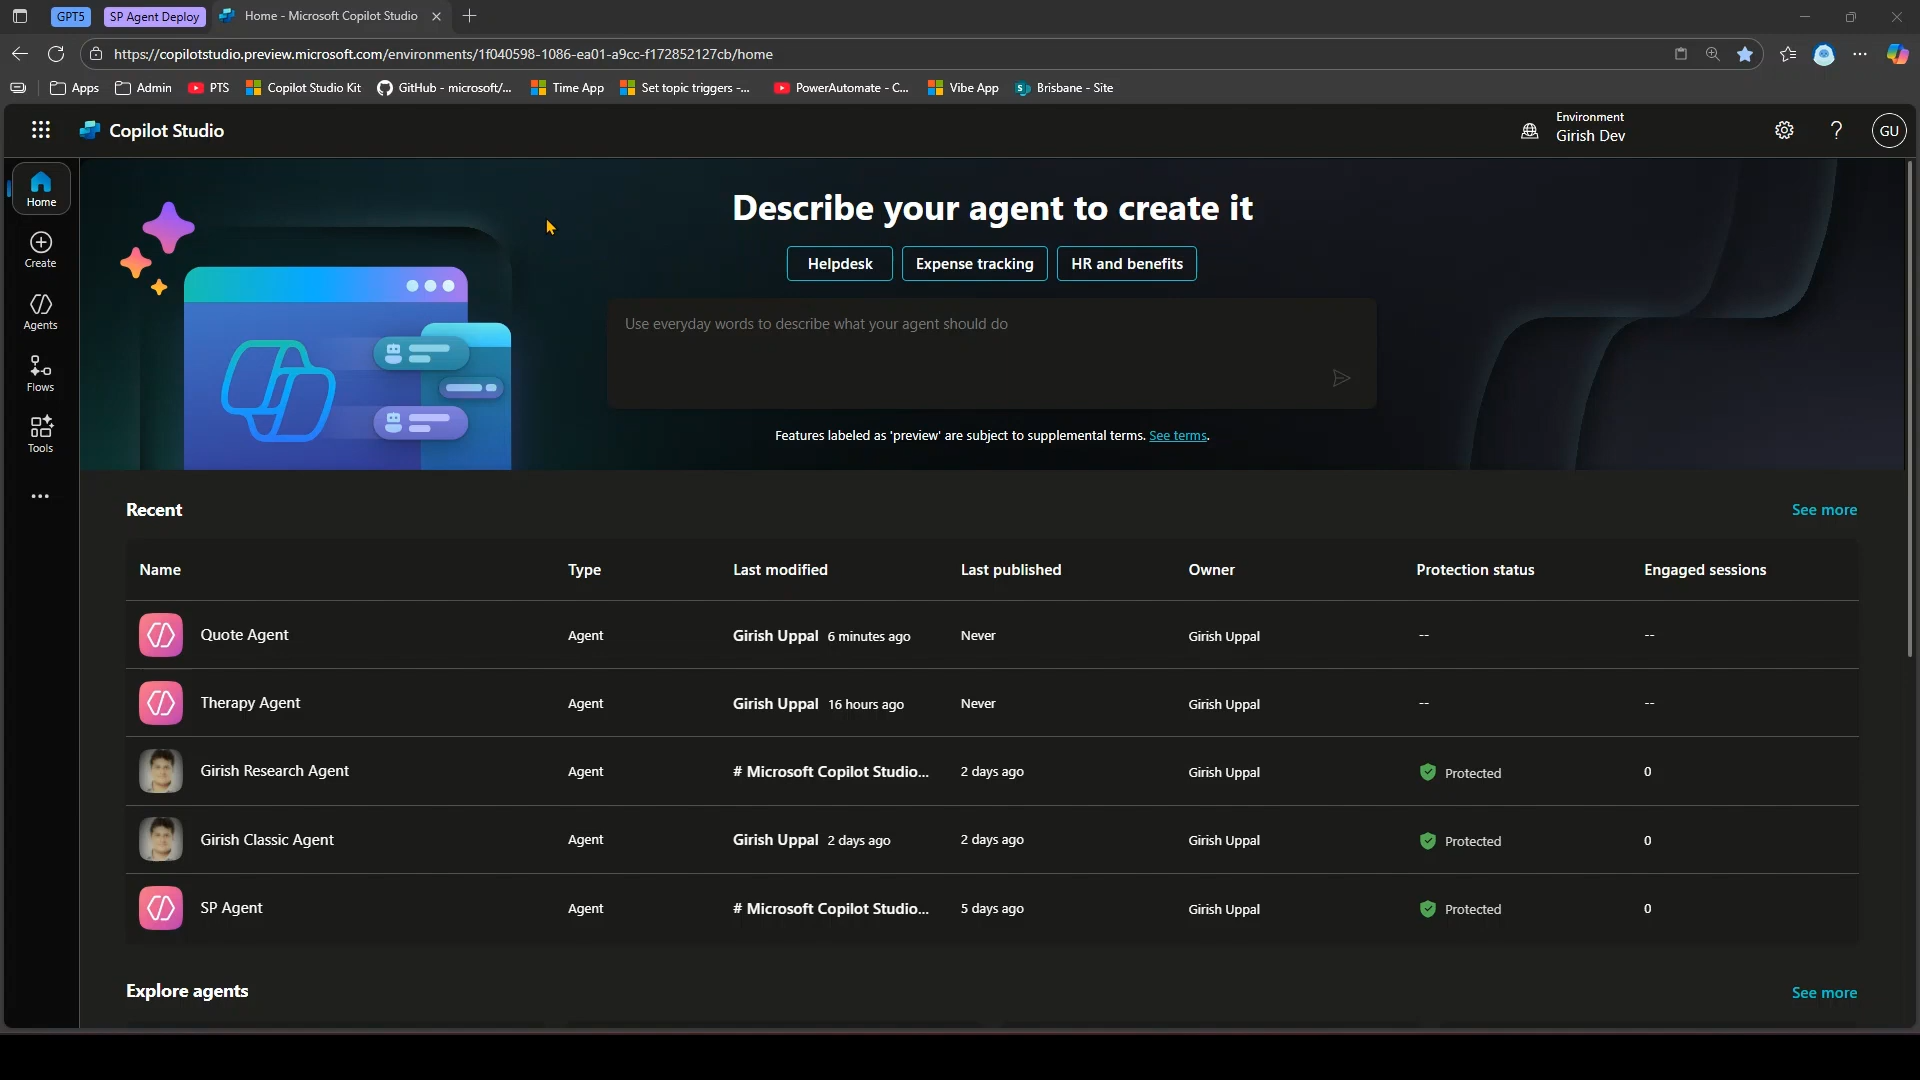 GPT5
SP Agent Deploy
Home - Microsoft Copilot Studio
https://copilotstudio.preview.microsoft.com/environments/1f040598-1086-ea01-a9cc-f172852127cb/home
Apps
Admin
PTS
Copilot Studio Kit
GitHub - microsoft/...
Time App
Set topic triggers -...
PowerAutomate - C...
Vibe App
Brisbane - Site
Copilot Studio
Environment
Girish Dev
?
GU
Home
Create
Agents
Flows
Tools
Describe your agent to create it
Helpdesk
Expense tracking
HR and benefits
Use everyday words to describe what your agent should do
Features labeled as 'preview' are subject to supplemental terms. See terms.
Recent
See more
Name Type Last modified Last published Owner Protection status Engaged sessions
Quote Agent Agent Girish Uppal 6 minutes ago Never Girish Uppal -- --
Therapy Agent Agent Girish Uppal 16 hours ago Never Girish Uppal -- --
Girish Research Agent Agent # Microsoft Copilot Studio... 2 days ago Girish Uppal Protected 0
Girish Classic Agent Agent Girish Uppal 2 days ago 2 days ago Girish Uppal Protected 0
SP Agent Agent # Microsoft Copilot Studio... 5 days ago Girish Uppal Protected 0
Explore agents
See more